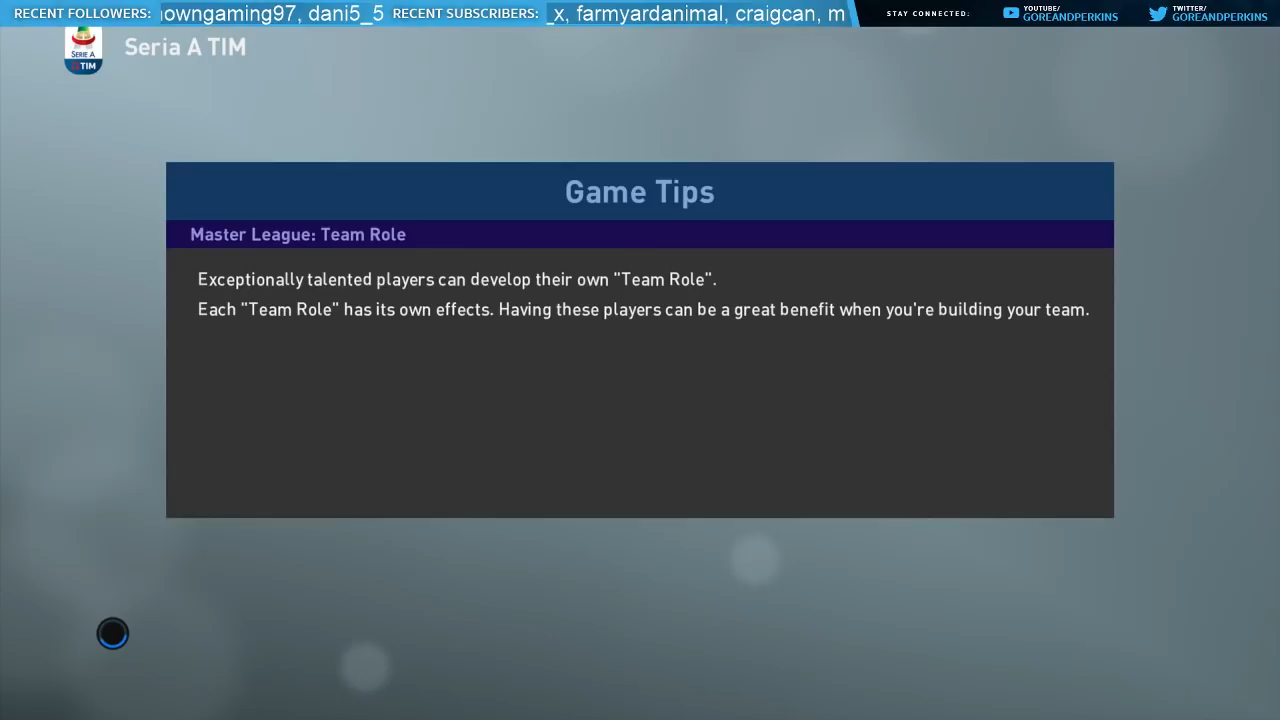 RECENT FOLLOWERS: owngaming97, dani5_5 RECENT SUBSCRIBERS: _x, farmyardanimal, craigcan, m
STAY CONNECTED:
YOUTUBE/
GOREANDPERKINS
TWITTER/
GOREANDPERKINS
SERIE A
TIM
Seria A TIM
Game Tips
Master League: Team Role
Exceptionally talented players can develop their own "Team Role".
Each "Team Role" has its own effects. Having these players can be a great benefit when you're building your team.